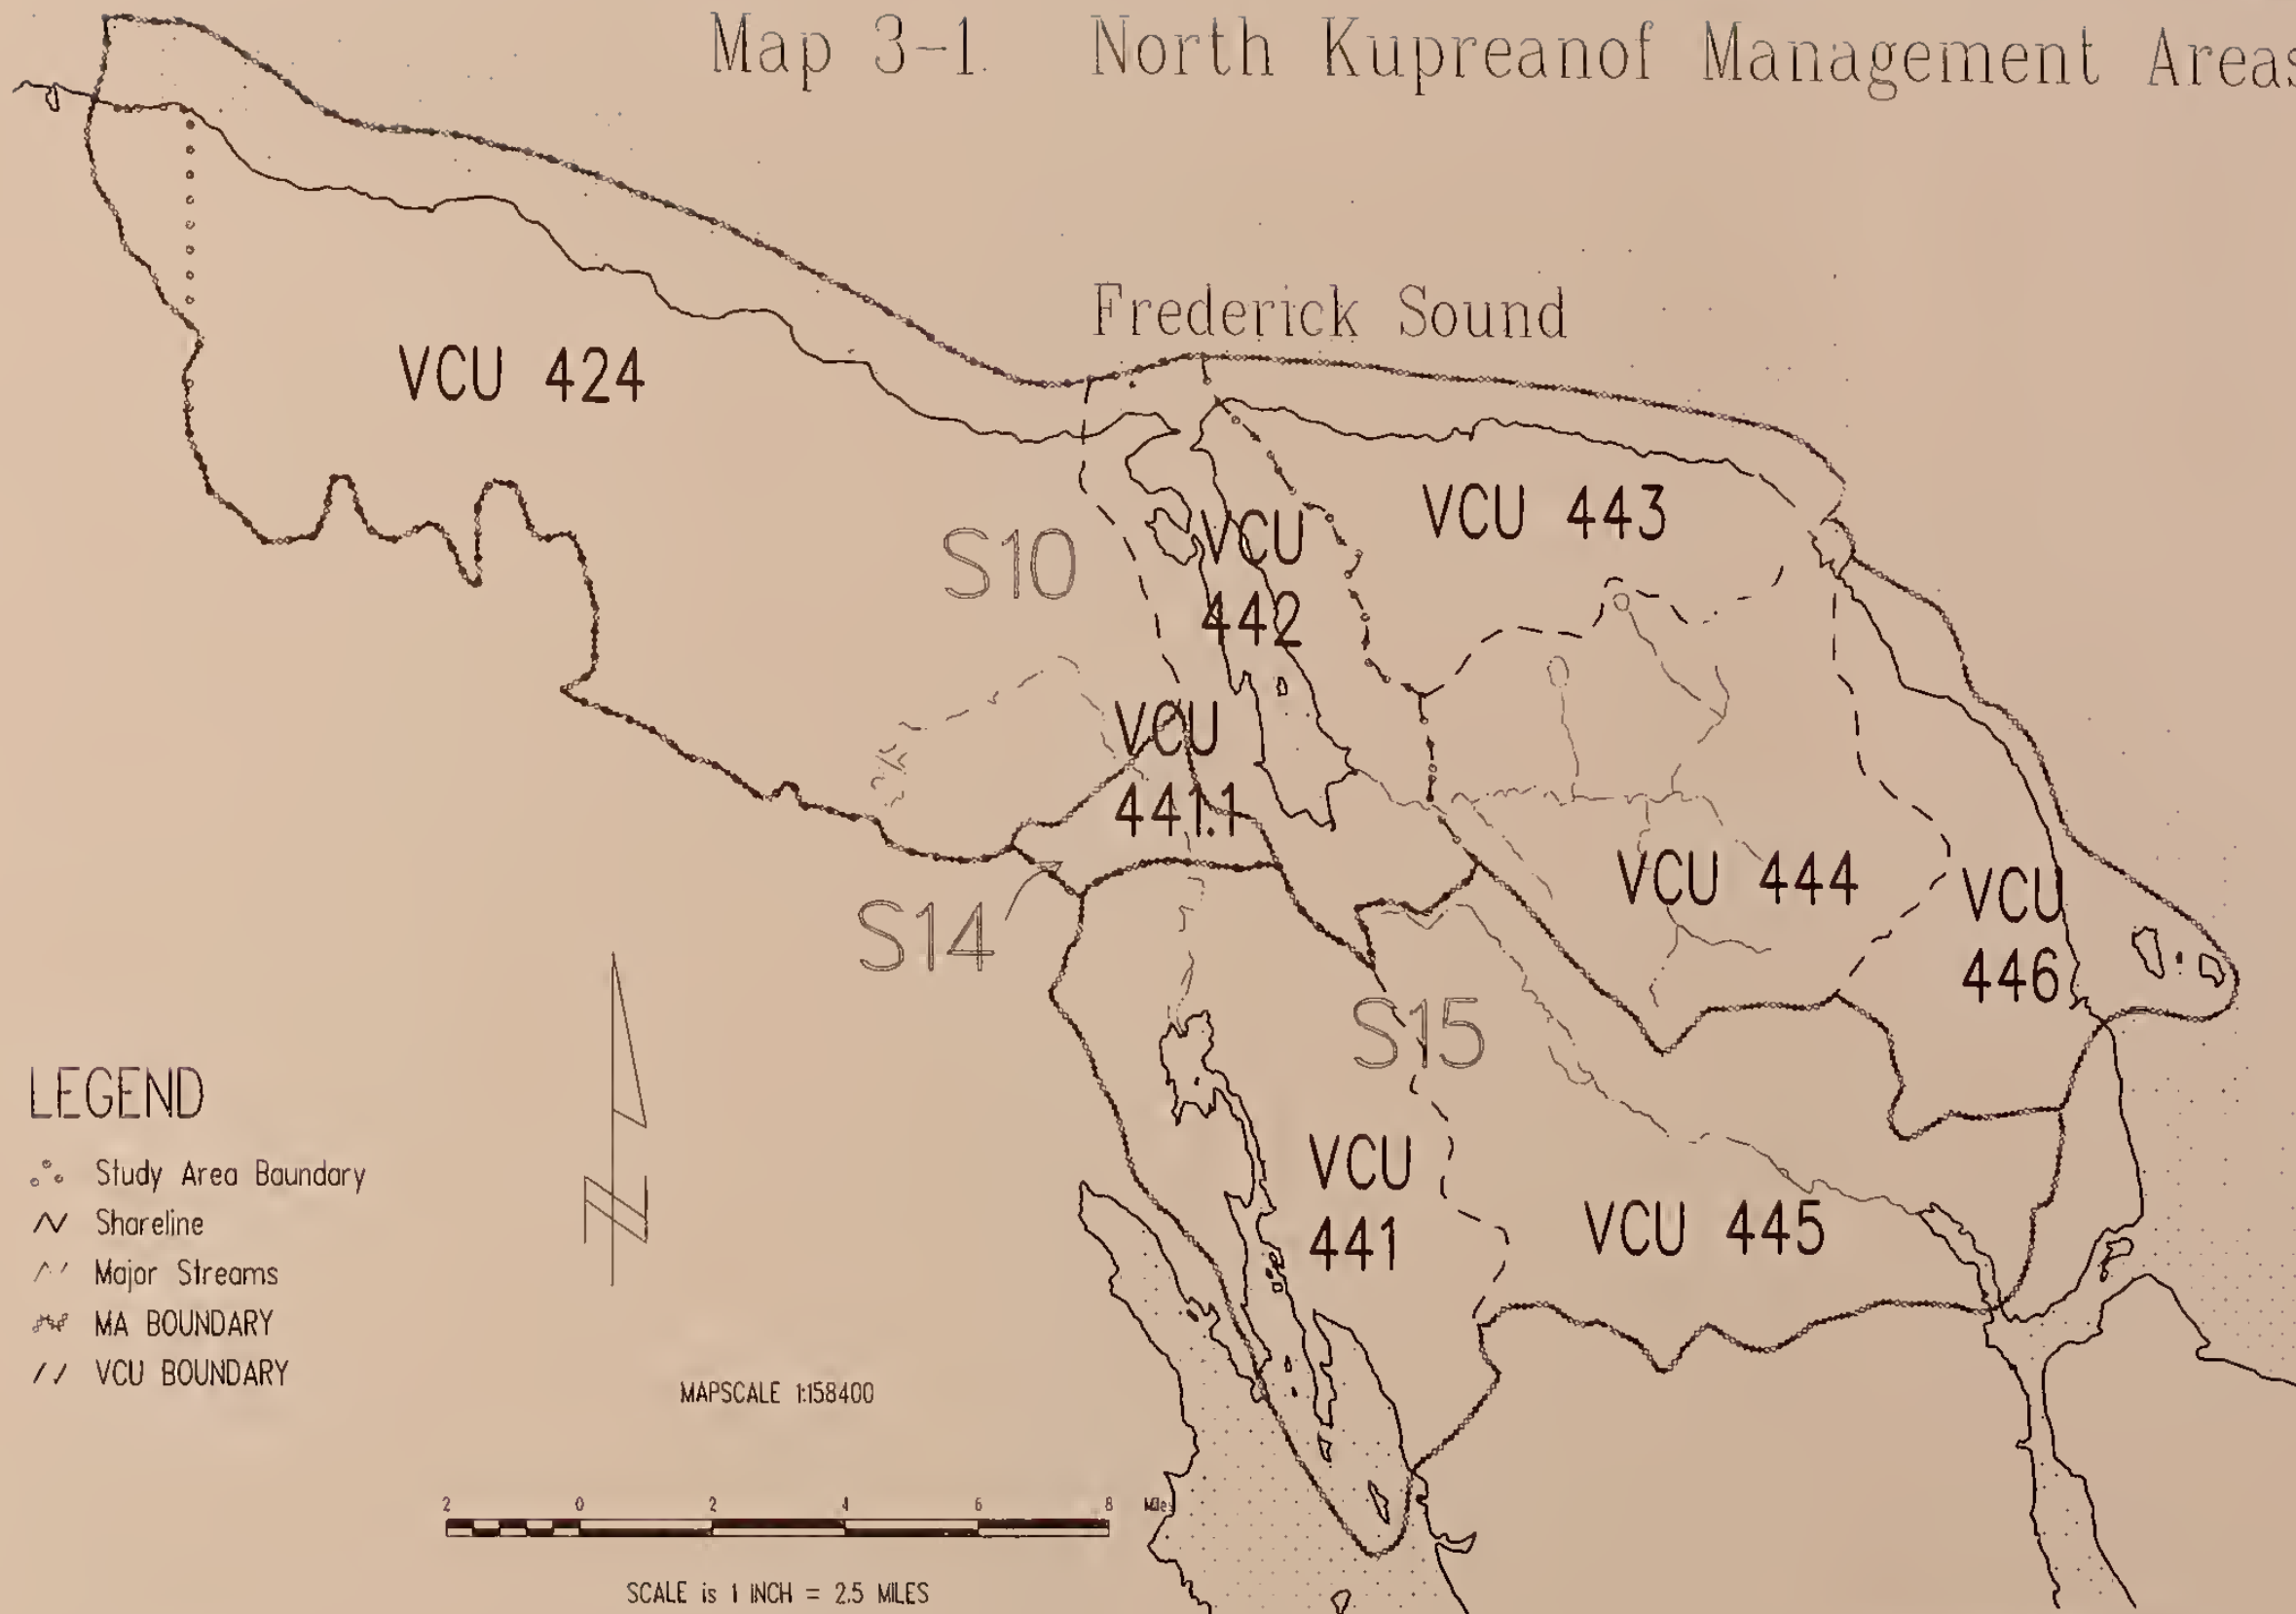 Map 3-1. North Kupreanof Management Areas
Frederick Sound
VCU 424
VCU 443
S10
VCU
442
VCU
441.1
VCU 444
VCU
446
S14
S15
VCU
441
VCU 445
LEGEND
Study Area Boundary
Shoreline
Major Streams
MA BOUNDARY
VCU BOUNDARY
MAPSCALE 1:158400
2 0 2 4 6 8 Miles
SCALE is 1 INCH = 2.5 MILES